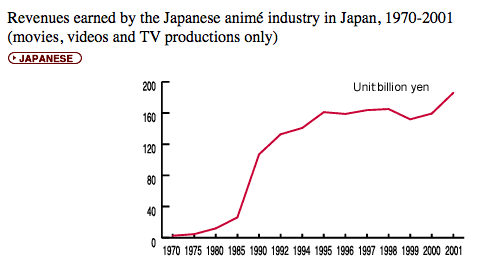 Revenues earned by the Japanese animé industry in Japan, 1970-2001
(movies, videos and TV productions only)
JAPANESE
Unit billion yen
200
160
120
80
40
0
1970 1975 1980 1985 1990 1992 1994 1995 1996 1997 1998 1999 2000 2001